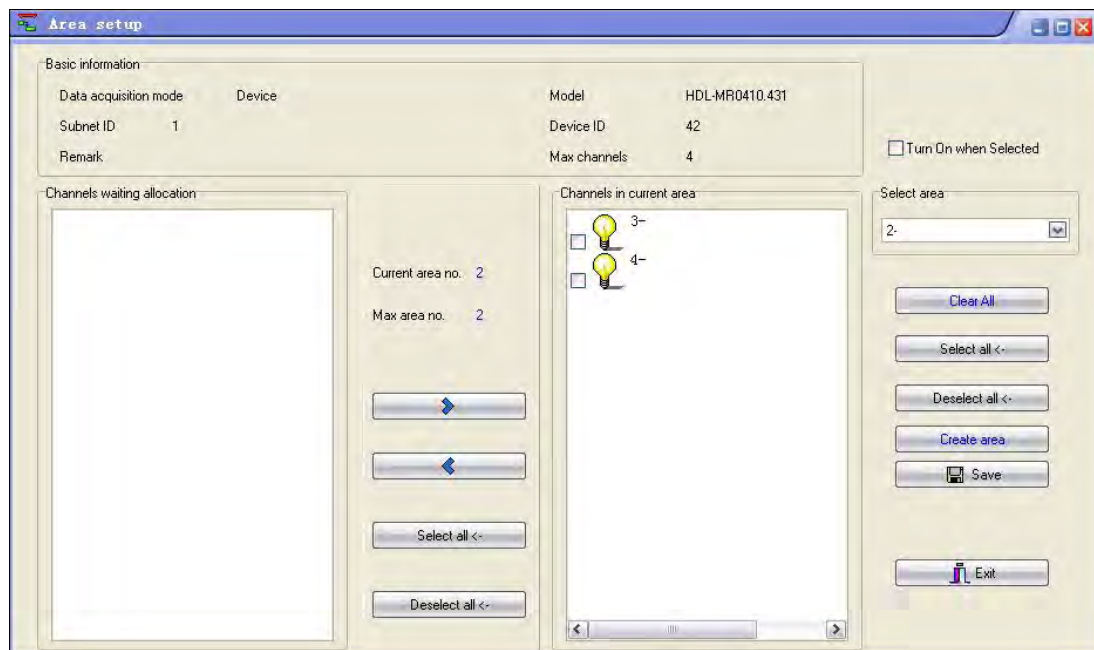 Area setup
Basic information
Data acquisition mode Device Model HDL-MR0410.431
Subnet ID 1 Device ID 42
Remark Max channels 4
Turn On when Selected
Channels waiting allocation
Channels in current area
Select area
3-
4-
2-
Current area no. 2
Max area no. 2
Clear All
Select all <-
Deselect all <-
Create area
Save
Select all <-
Exit
Deselect all <-